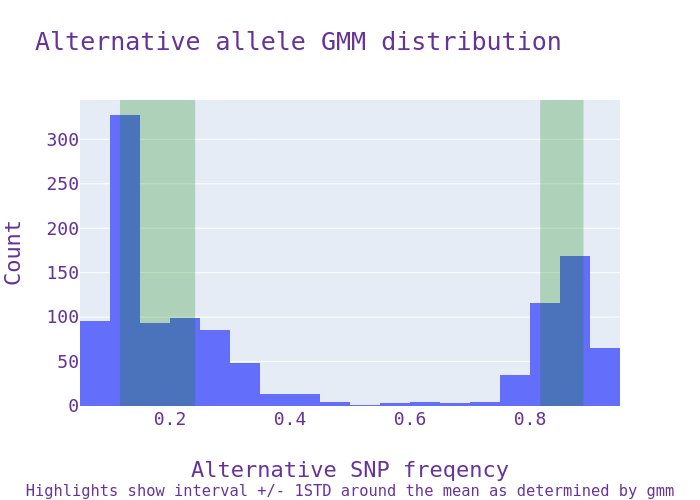 Alternative allele GMM distribution
300
250
200
150
100
50
0
Count
0.2 0.4 0.6 0.8
Alternative SNP freqency
Highlights show interval +/- 1STD around the mean as determined by gmm